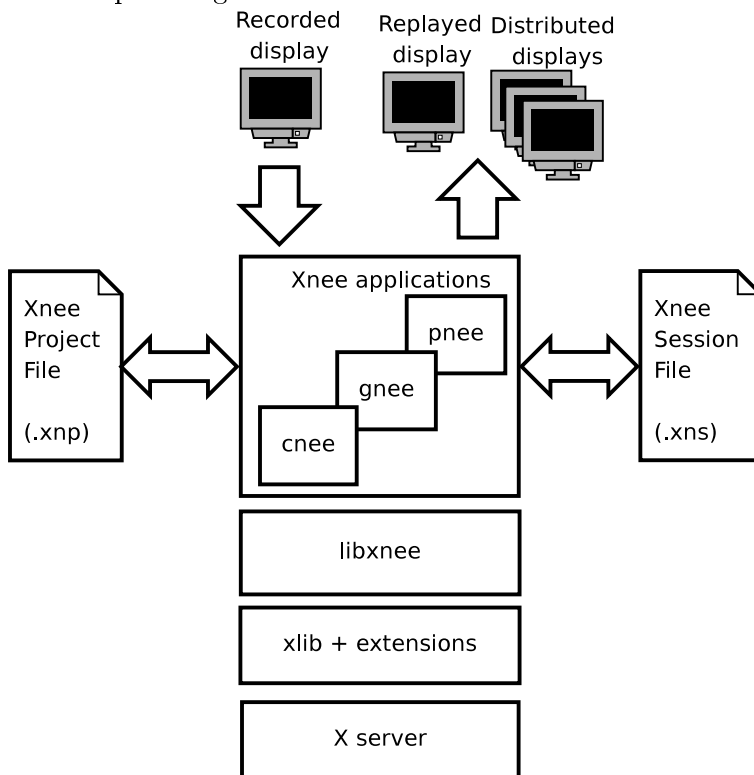 Recorded
display
Replayed
display
Distributed
displays
Xnee applications
Xnee
Project
File
(.xnp)
pnee
gnee
cnee
Xnee
Session
File
(.xns)
libxnee
xlib + extensions
X server